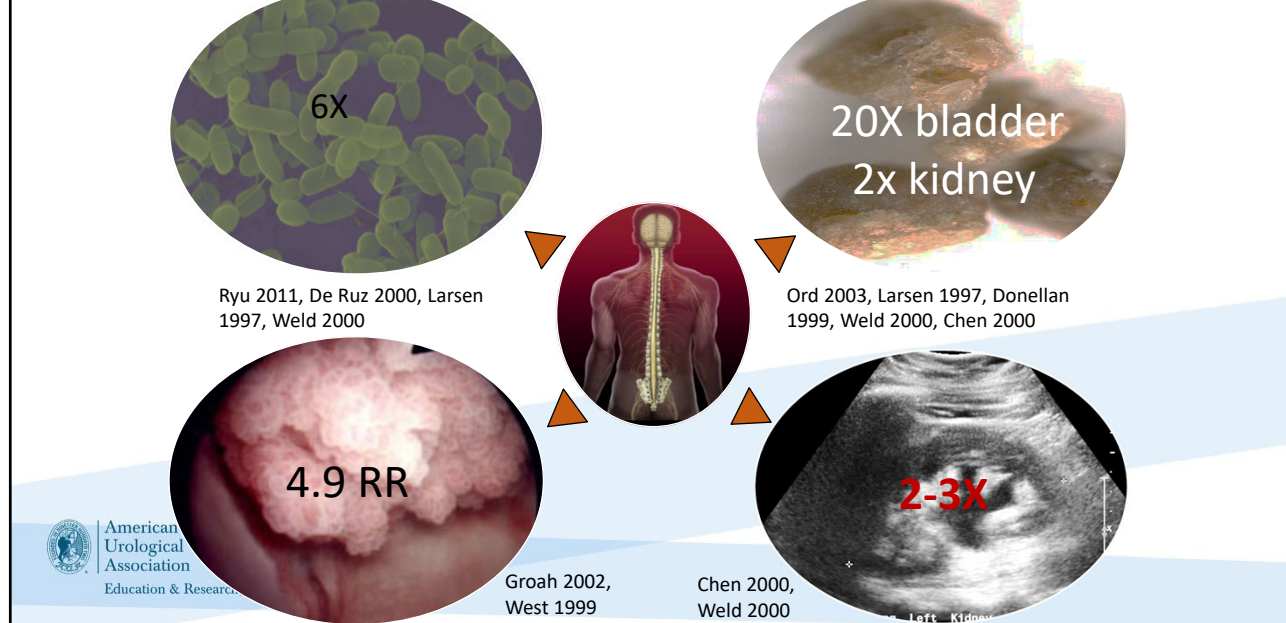 6X
20X bladder
2x kidney
Ryu 2011, De Ruz 2000, Larsen
1997, Weld 2000
Ord 2003, Larsen 1997, Donellan
1999, Weld 2000, Chen 2000
4.9 RR
2-3X
Groah 2002,
West 1999
Chen 2000,
Weld 2000
American
Urological
Association
Education & Research,
Left Kidney